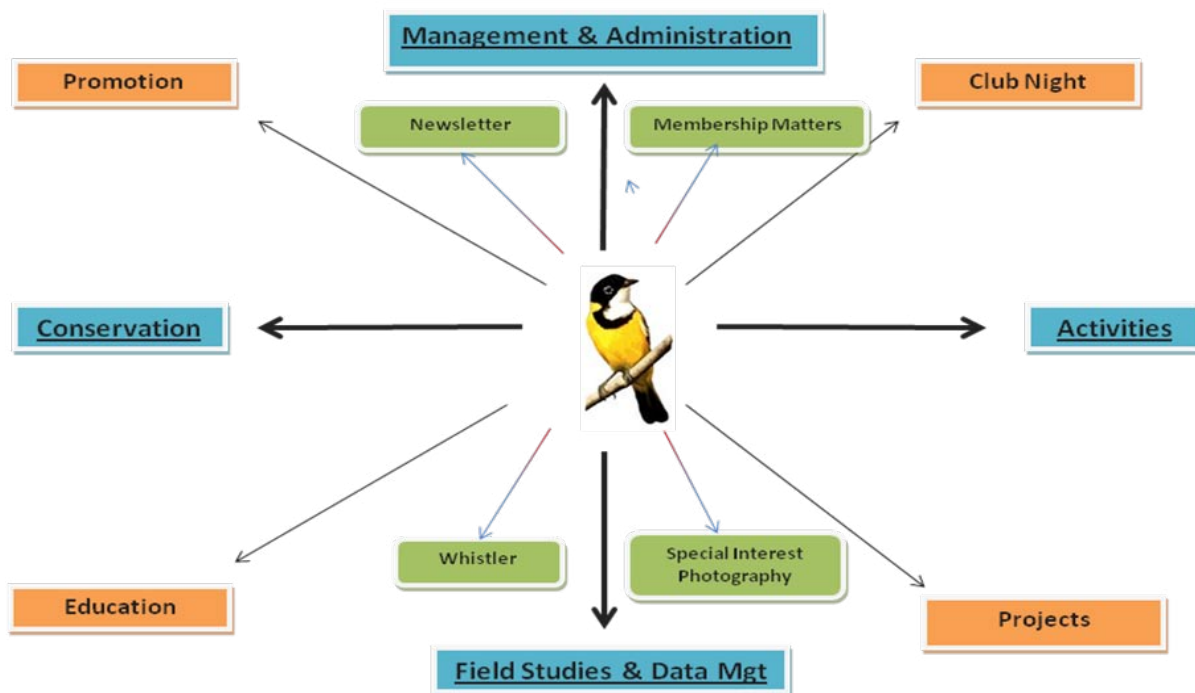 Management & Administration
Promotion
Club Night
Newsletter
Membership Matters
Conservation
Activities
Whistler
Special Interest
Photography
Education
Projects
Field Studies & Data Mgt